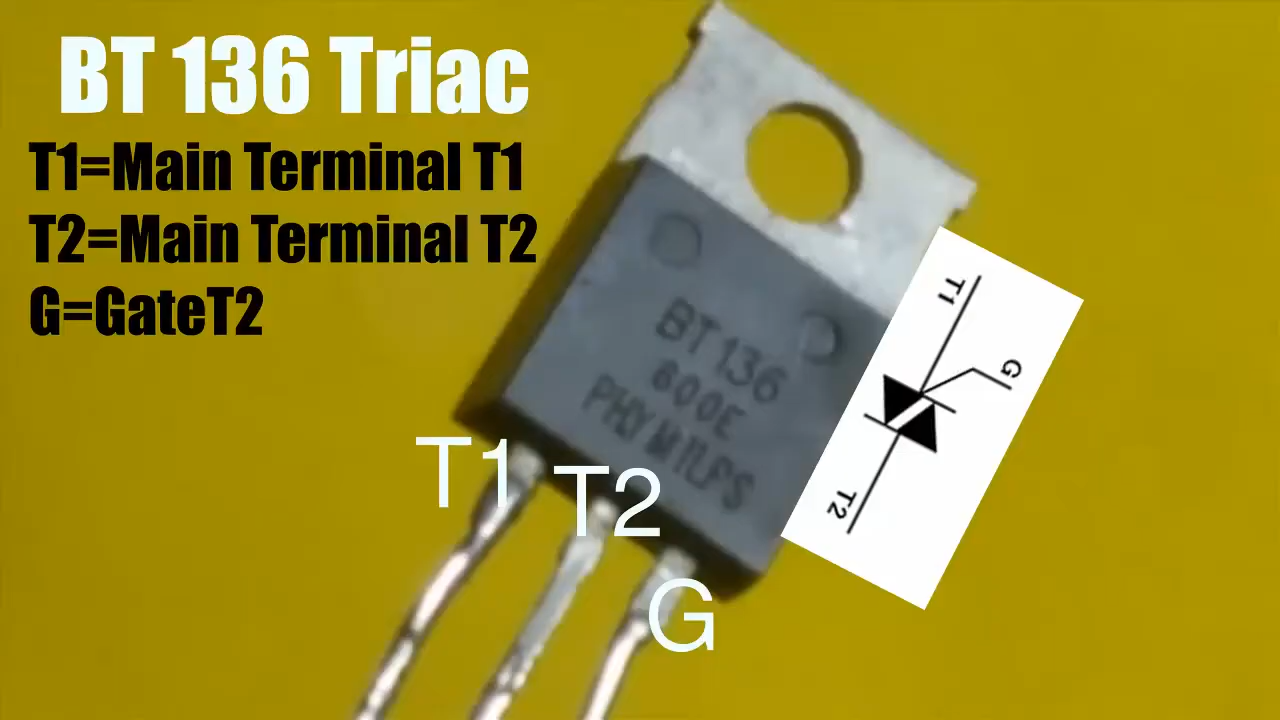 BT 136 Triac
T1=Main Terminal T1
T2=Main Terminal T2
G=GateT2
BT136
600E
T1
T2
G
T1
G
T2